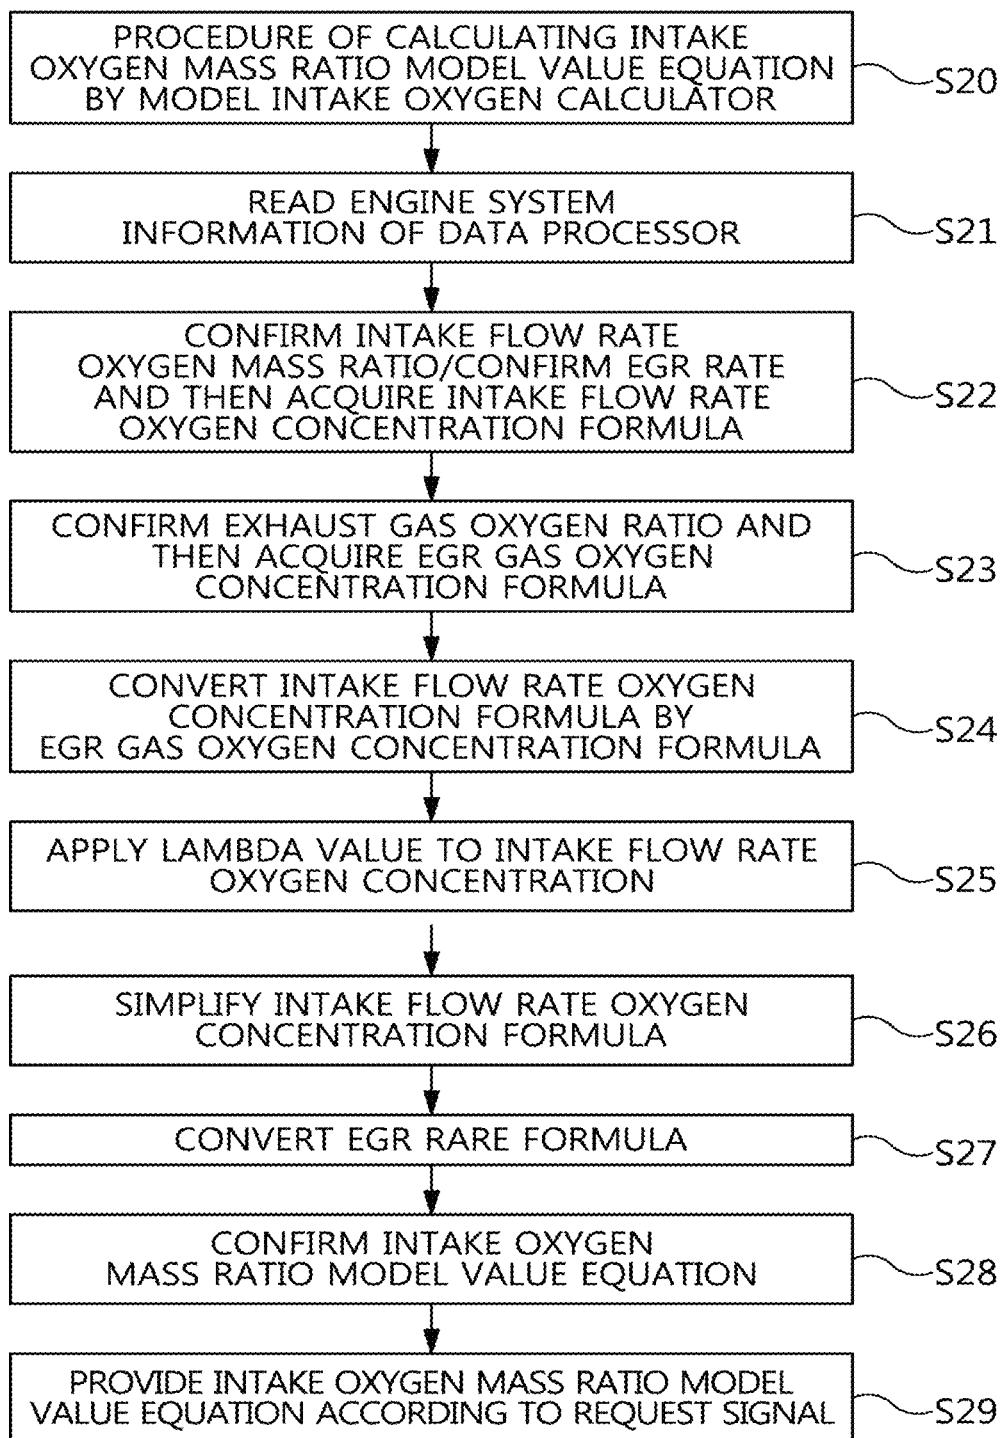 PROCEDURE OF CALCULATING INTAKE
OXYGEN MASS RATIO MODEL VALUE EQUATION
BY MODEL INTAKE OXYGEN CALCULATOR
S20
READ ENGINE SYSTEM
INFORMATION OF DATA PROCESSOR
S21
CONFIRM INTAKE FLOW RATE
OXYGEN MASS RATIO/CONFIRM EGR RATE
AND THEN ACQUIRE INTAKE FLOW RATE
OXYGEN CONCENTRATION FORMULA
S22
CONFIRM EXHAUST GAS OXYGEN RATIO AND
THEN ACQUIRE EGR GAS OXYGEN
CONCENTRATION FORMULA
S23
CONVERT INTAKE FLOW RATE OXYGEN
CONCENTRATION FORMULA BY
EGR GAS OXYGEN CONCENTRATION FORMULA
S24
APPLY LAMBDA VALUE TO INTAKE FLOW RATE
OXYGEN CONCENTRATION
S25
SIMPLIFY INTAKE FLOW RATE OXYGEN
CONCENTRATION FORMULA
S26
CONVERT EGR RARE FORMULA
S27
CONFIRM INTAKE OXYGEN
MASS RATIO MODEL VALUE EQUATION
S28
PROVIDE INTAKE OXYGEN MASS RATIO MODEL
VALUE EQUATION ACCORDING TO REQUEST SIGNAL
S29